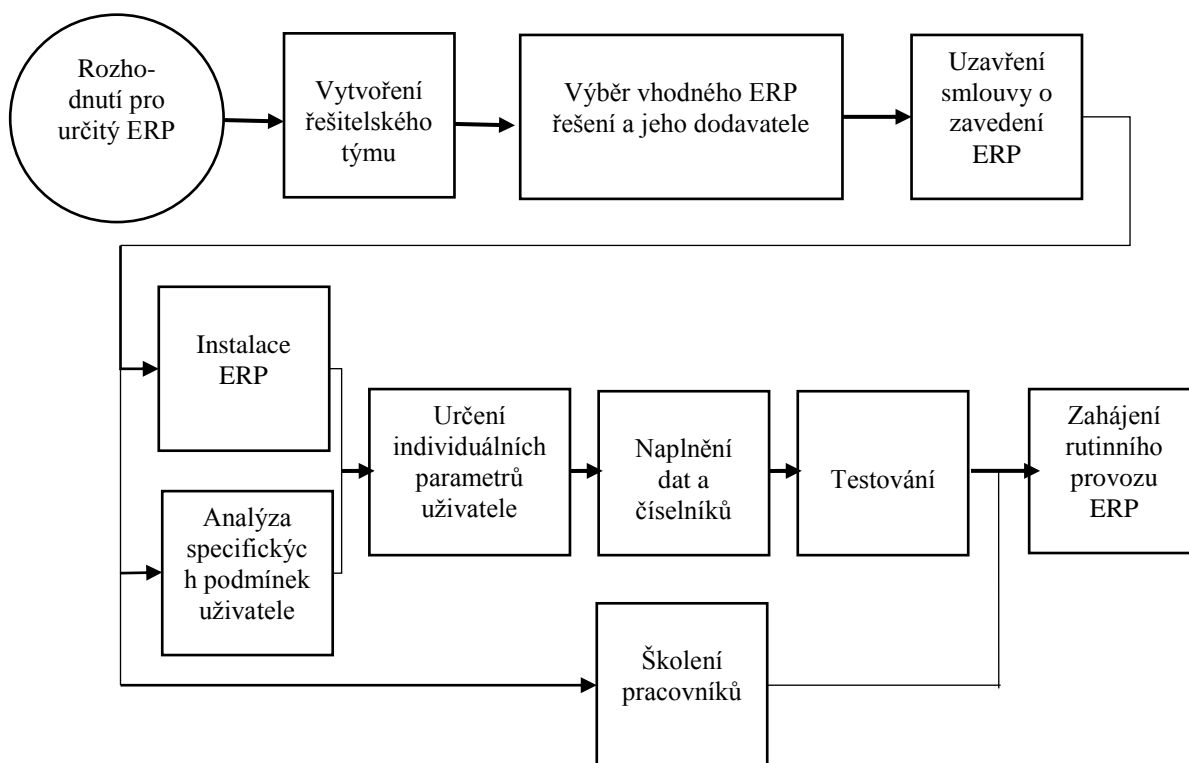 Rozho-
dnutí pro
určitý ERP
Vytvoření
řešitelského
týmu
Výběr vhodného ERP
řešení a jeho dodavatele
Uzavření
smlouvy o
zavedení
ERP
Instalace
ERP
Analýza
specifickýc
h podmínek
uživatele
Určení
individuálních
parametrů
uživatele
Naplnění
dat a
číselníků
Testování
Zahájení
rutinního
provozu
ERP
Školení
pracovníků